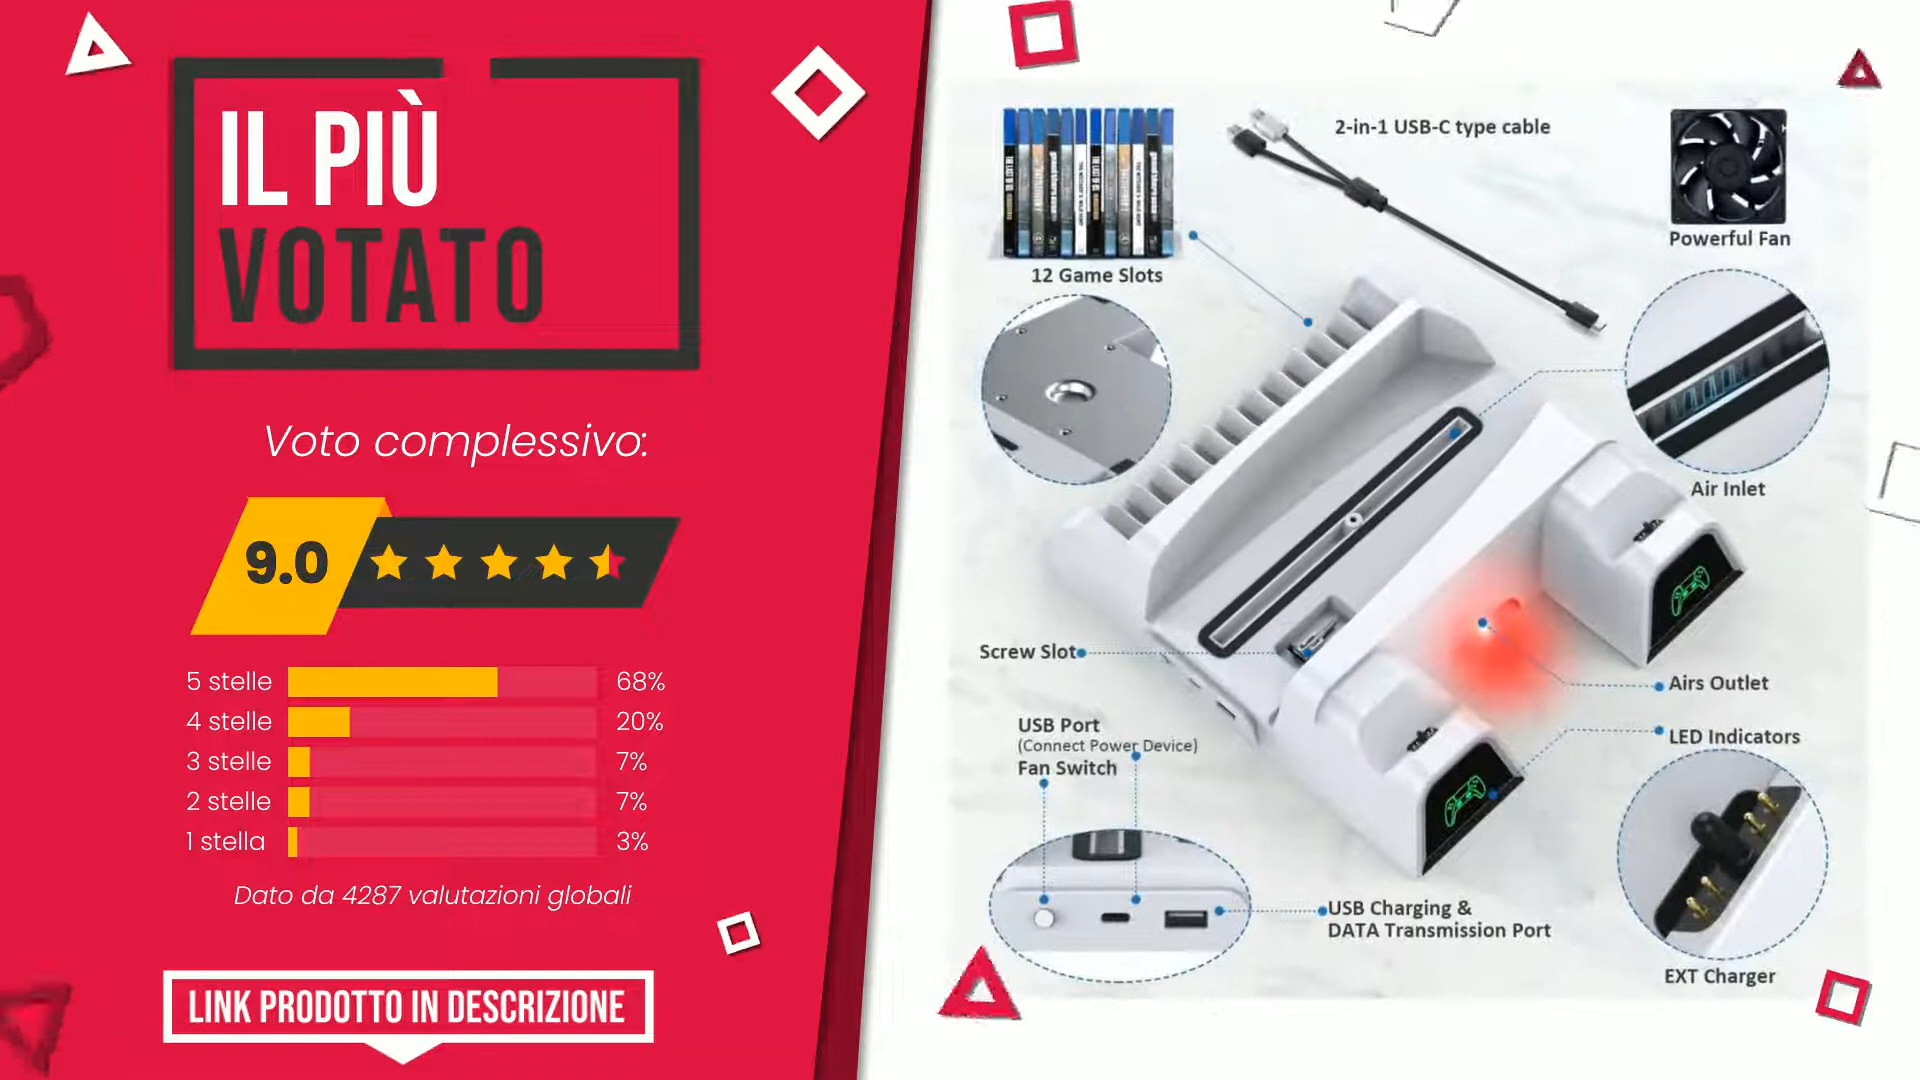 IL PIÙ
VOTATO
Voto complessivo:
9.0
5 stelle 68%
4 stelle 20%
3 stelle 7%
2 stelle 7%
1 stella 3%
Dato da 4287 valutazioni globali
LINK PRODOTTO IN DESCRIZIONE
2-in-1 USB-C type cable
Powerful Fan
12 Game Slots
Air Inlet
Screw Slot
Airs Outlet
USB Port
(Connect Power Device)
Fan Switch
LED Indicators
USB Charging &
DATA Transmission Port
EXT Charger